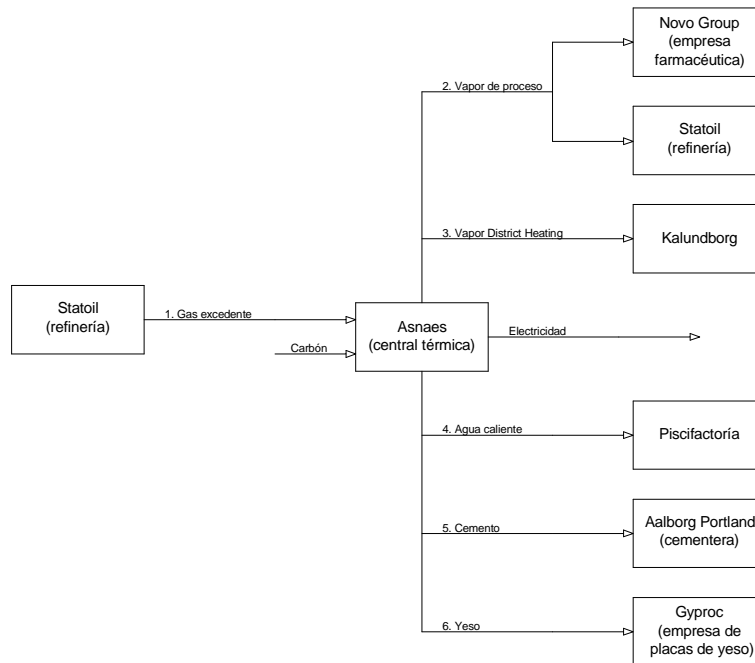 Novo Group
(empresa
farmacéutica)
2. Vapor de proceso
Statoil
(refinería)
3. Vapor District Heating
Kalundborg
Statoil
(refinería)
1. Gas excedente
Asnaes
(central térmica)
Electricidad
Carbón
4. Agua caliente
Piscifactoría
5. Cemento
Aalborg Portland
(cementera)
6. Yeso
Gyproc
(empresa de
placas de yeso)